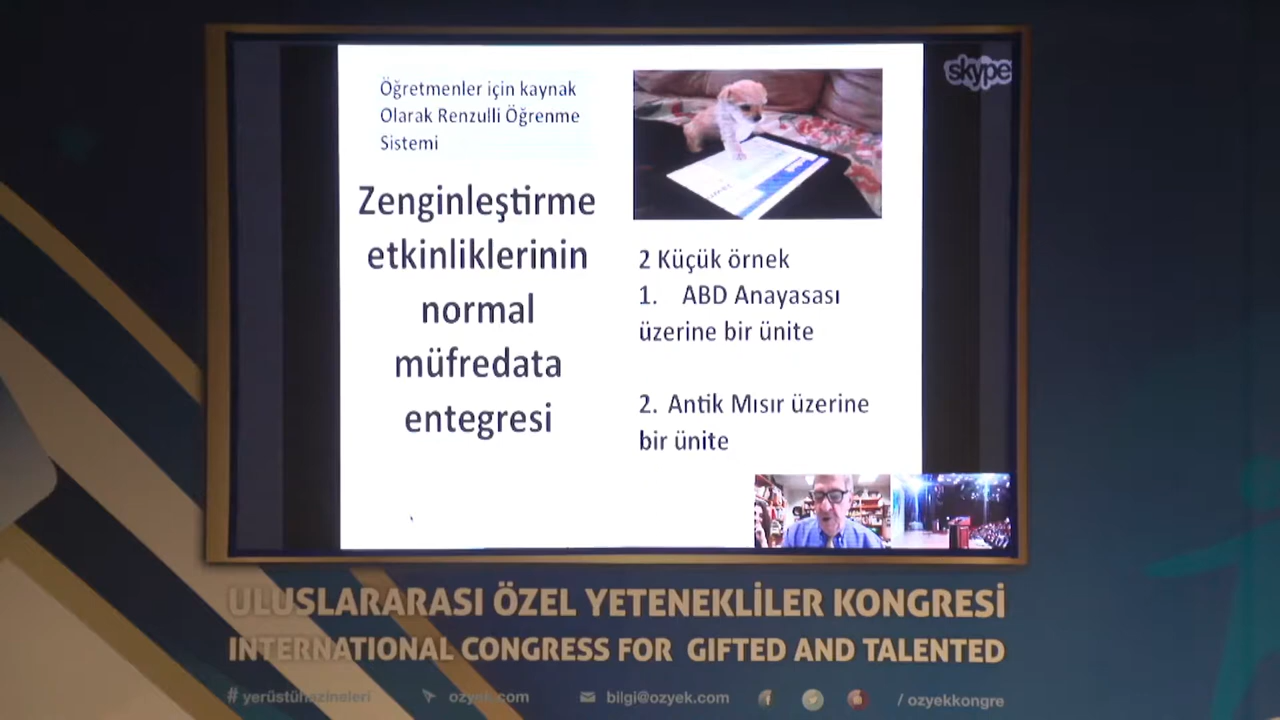 Öğretmenler için kaynak
Olarak Renzulli Öğrenme
Sistemi
Zenginleştirme
etkinliklerinin
normal
müfredata
entegresi
skype
2 Küçük örnek
1. ABD Anayasası
üzerine bir ünite
2. Antik Mısır üzerine
bir ünite
ULUSLARARASI ÖZEL YETENEKLİLER KONGRESİ
INTERNATIONAL CONGRESS FOR GIFTED AND TALENTED
#yerüstühazineleri ozyek.com bilgi@ozyek.com /ozyekkongre